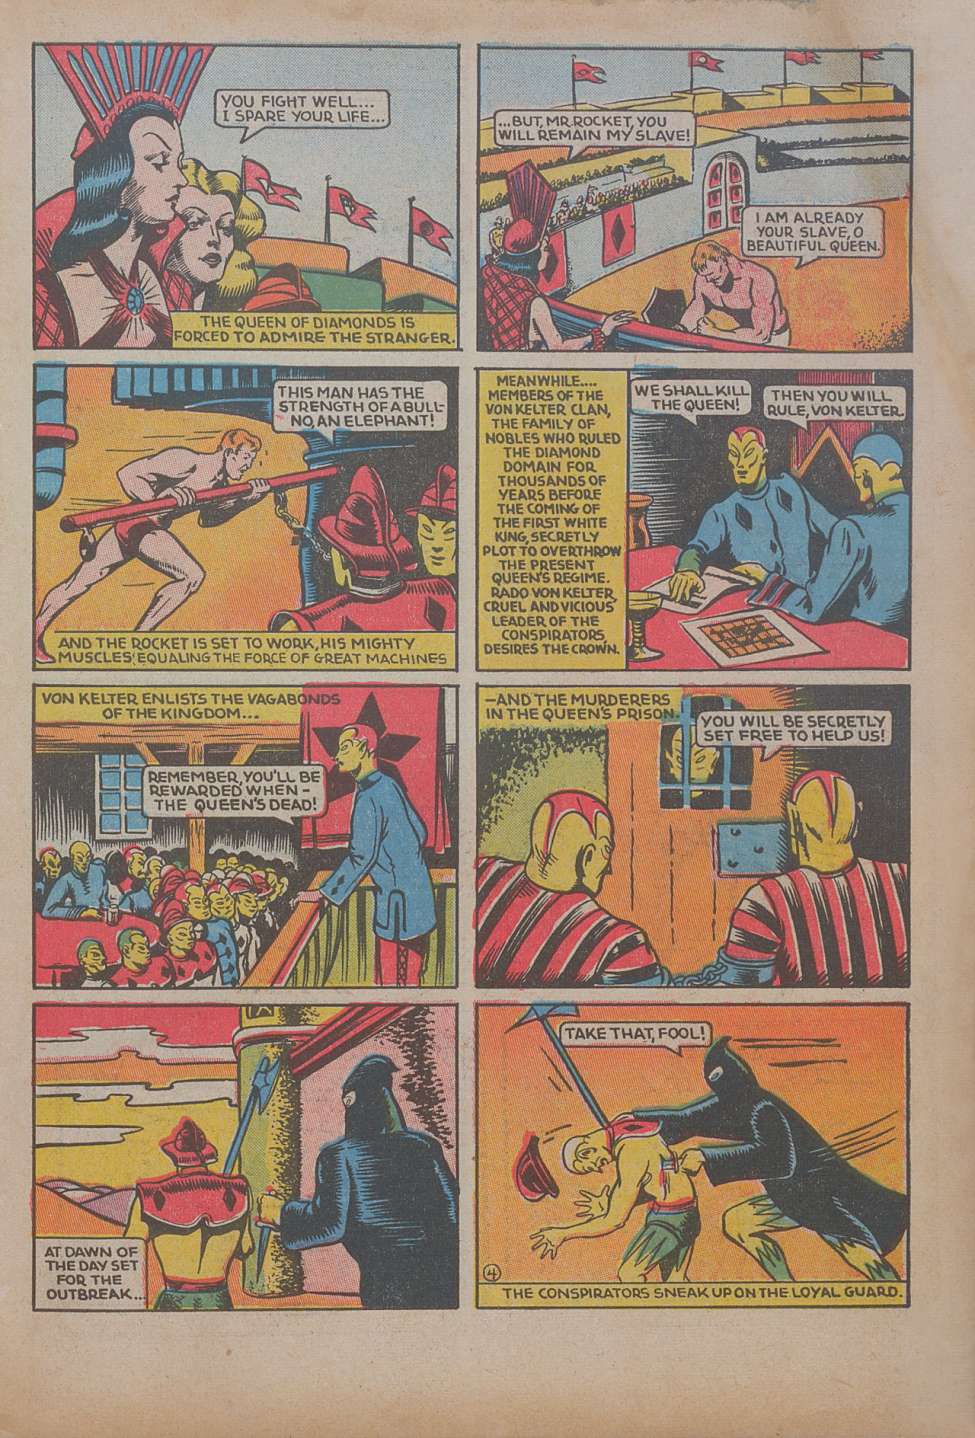 YOU FIGHT WELL...
I SPARE YOUR LIFE...
THE QUEEN OF DIAMONDS IS
FORCED TO ADMIRE THE STRANGER.
...BUT, MR. ROCKET, YOU
WILL REMAIN MY SLAVE!
I AM ALREADY
YOUR SLAVE, O
BEAUTIFUL QUEEN.
THIS MAN HAS THE
STRENGTH OF A BULL-
NO, AN ELEPHANT!
AND THE ROCKET IS SET TO WORK, HIS MIGHTY
MUSCLES EQUALING THE FORCE OF GREAT MACHINES
MEANWHILE....
MEMBERS OF THE
VON KELTER CLAN,
THE FAMILY OF
NOBLES WHO RULED
THE DIAMOND
DOMAIN FOR
THOUSANDS OF
YEARS BEFORE
THE COMING OF
THE FIRST WHITE
KING, SECRETLY
PLOT TO OVERTHROW
THE PRESENT
QUEEN'S REGIME.
RADO VON KELTER,
CRUEL AND VICIOUS
LEADER OF THE
CONSPIRATORS,
DESIRES THE CROWN.
WE SHALL KILL
THE QUEEN!
THEN YOU WILL
RULE, VON KELTER.
VON KELTER ENLISTS THE VAGABONDS
OF THE KINGDOM...
REMEMBER, YOU'LL BE
REWARDED WHEN-
THE QUEEN'S DEAD!
-AND THE MURDERERS
IN THE QUEEN'S PRISON.
YOU WILL BE SECRETLY
SET FREE TO HELP US!
AT DAWN OF
THE DAY SET
FOR THE
OUTBREAK...
TAKE THAT, FOOL!
4
THE CONSPIRATORS SNEAK UP ON THE LOYAL GUARD.